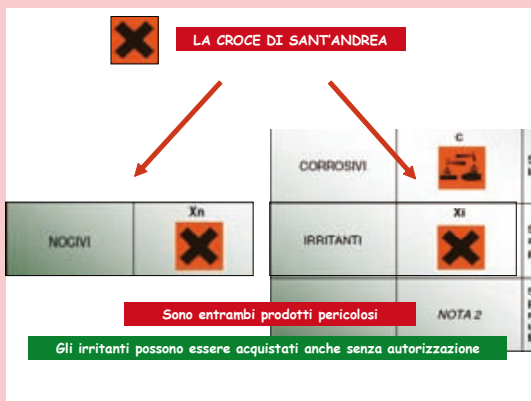 LA CROCE DI SANT'ANDREA
C
CORROSIVI
Xn
NOCIVI
Xi
IRRITANTI
Sono entrambi prodotti pericolosi
NOTA 2
Gli irritanti possono essere acquistati anche senza autorizzazione